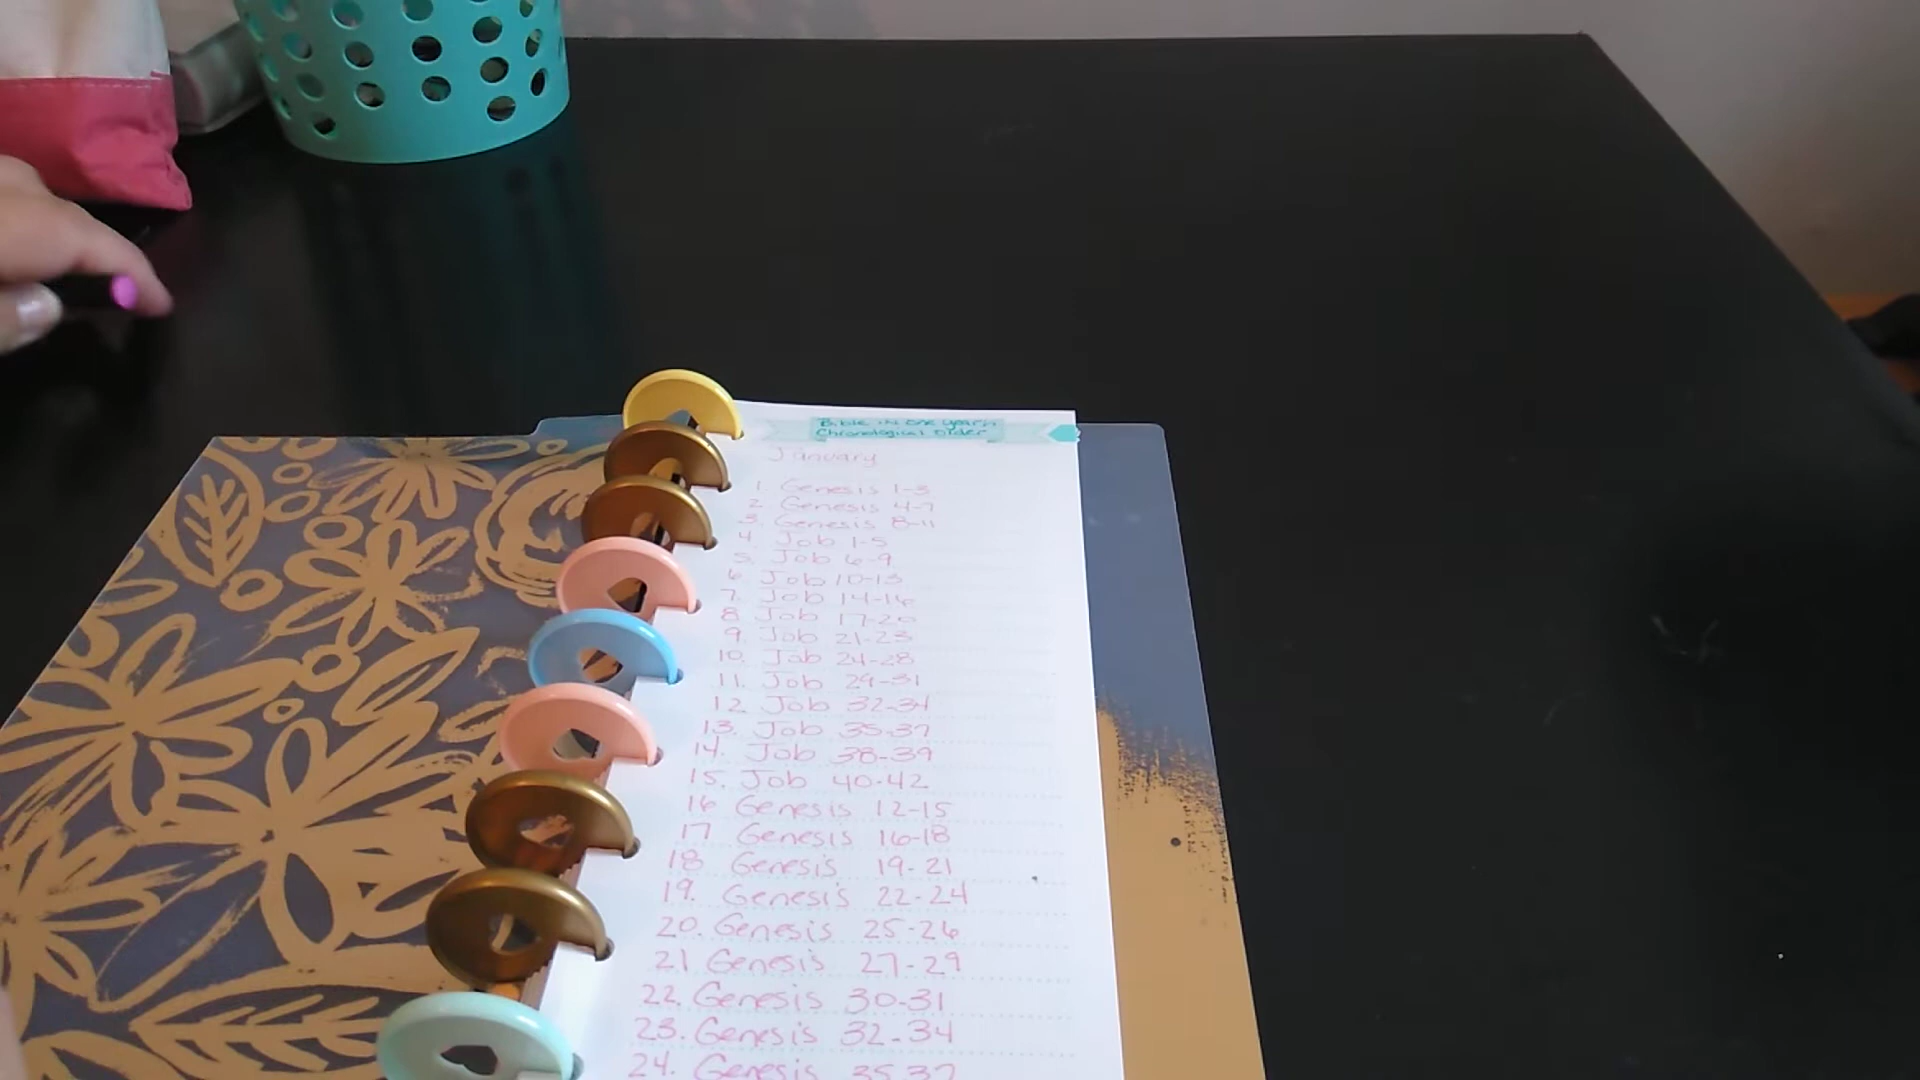 Bible in one year in
Chronological Order
January
1. Genesis 1-3
2. Genesis 4-7
3. Genesis 8-11
4. Job 1-5
5. Job 6-9
6. Job 10-13
7. Job 14-16
8 Job 17-20
9. Job 21-23
10. Job 24-28
11. Job 29-31
12 Job 32-34
13. Job 35-37
14. Job 38-39
15. Job 40-42
16 Genesis 12-15
17 Genesis 16-18
18 Genesis 19-21
19. Genesis 22-24
20. Genesis 25-26
21 Genesis 27-29
22. Genesis 30-31
23. Genesis 32-34
24. Genesis 35-37